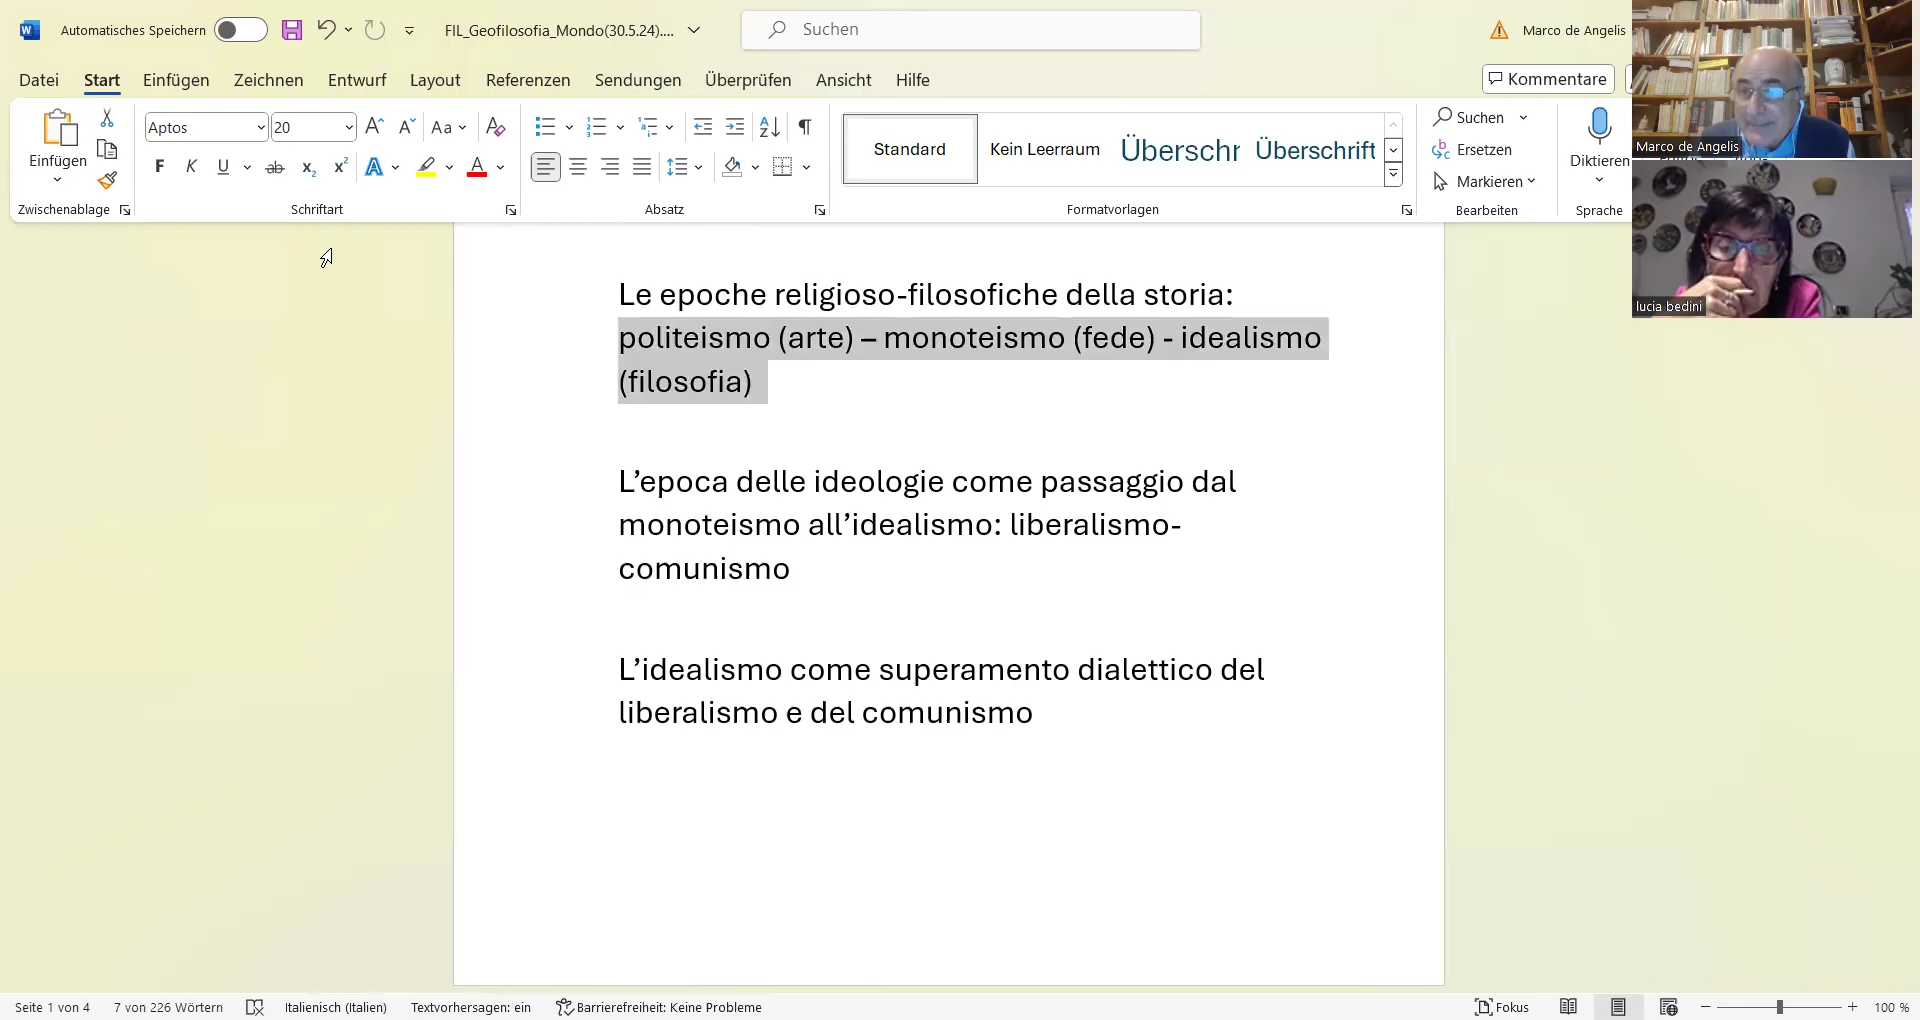 Automatisches Speichern
FIL_Geofilosofia_Mondo(30.5.24)....
Suchen
Marco de Angelis
Datei Start Einfügen Zeichnen Entwurf Layout Referenzen Sendungen Überprüfen Ansicht Hilfe
Kommentare
Einfügen
Zwischenablage
Aptos 20
Aa
F K U ab x₂ x² A A
Schriftart
Absatz
Standard Kein Leerraum Überschr Überschrift
Formatvorlagen
Suchen
Ersetzen
Markieren
Bearbeiten
Diktieren
Sprache
Marco de Angelis
lucia bedini
Le epoche religioso-filosofiche della storia:
politeismo (arte) – monoteismo (fede) - idealismo
(filosofia)
L’epoca delle ideologie come passaggio dal
monoteismo all’idealismo: liberalismo-
comunismo
L’idealismo come superamento dialettico del
liberalismo e del comunismo
Seite 1 von 4 7 von 226 Wörtern Italienisch (Italien) Textvorhersagen: ein Barrierefreiheit: Keine Probleme Fokus 100 %